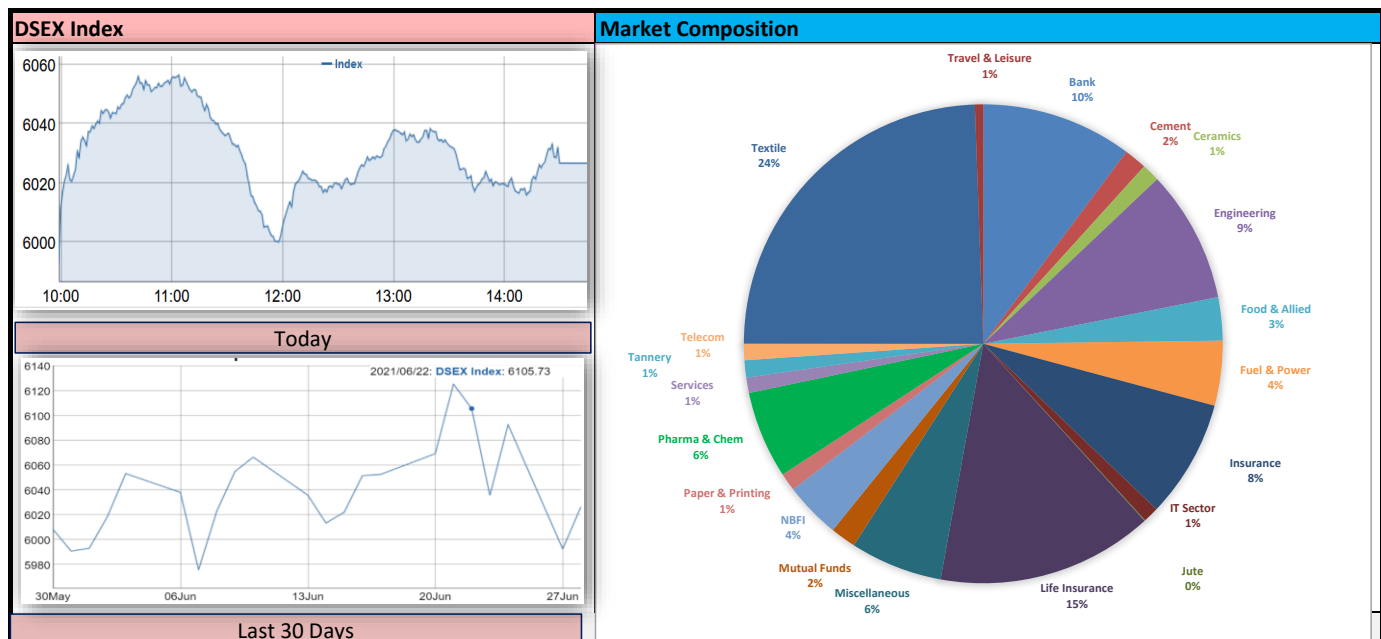 DSEX Index
Market Composition
6060
6040
6020
6000
Index
10:00
11:00
12:00
13:00
14:00
Today
6140
6120
6100
6080
6060
6040
6020
6000
5980
2021/06/22: DSEX Index: 6105.73
30May
06Jun
13Jun
20Jun
27Jun
Last 30 Days
Travel & Leisure
1%
Bank
10%
Cement
2%
Ceramics
1%
Engineering
9%
Food & Allied
3%
Fuel & Power
4%
Insurance
8%
IT Sector
1%
Jute
0%
Life Insurance
15%
Miscellaneous
6%
Mutual Funds
2%
NBFI
4%
Paper & Printing
1%
Pharma & Chem
6%
Services
1%
Tannery
1%
Telecom
1%
Textile
24%